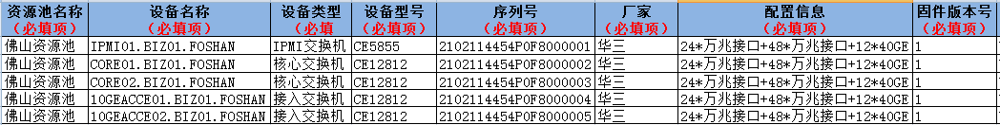 资源池名称 设备名称 设备类型 设备型号 序列号 厂家 配置信息 固件版本号
（必填项） （必填项） （必填 （必填项） （必填项） （必填项） （必填项） （必填项）
佛山资源池 IPMI01.BIZ01.FOSHAN IPMI交换机 CE5855 2102114454P0F8000001 华三 24*万兆接口+48*万兆接口+12*40GE 1
佛山资源池 CORE01.BIZ01.FOSHAN 核心交换机 CE12812 2102114454P0F8000002 华三 24*万兆接口+48*万兆接口+12*40GE 1
佛山资源池 CORE02.BIZ01.FOSHAN 核心交换机 CE12812 2102114454P0F8000003 华三 24*万兆接口+48*万兆接口+12*40GE 1
佛山资源池 10GEACCE01.BIZ01.FOSHAN 接入交换机 CE12812 2102114454P0F8000004 华三 24*万兆接口+48*万兆接口+12*40GE 1
佛山资源池 10GEACCE02.BIZ01.FOSHAN 接入交换机 CE12812 2102114454P0F8000005 华三 24*万兆接口+48*万兆接口+12*40GE 1